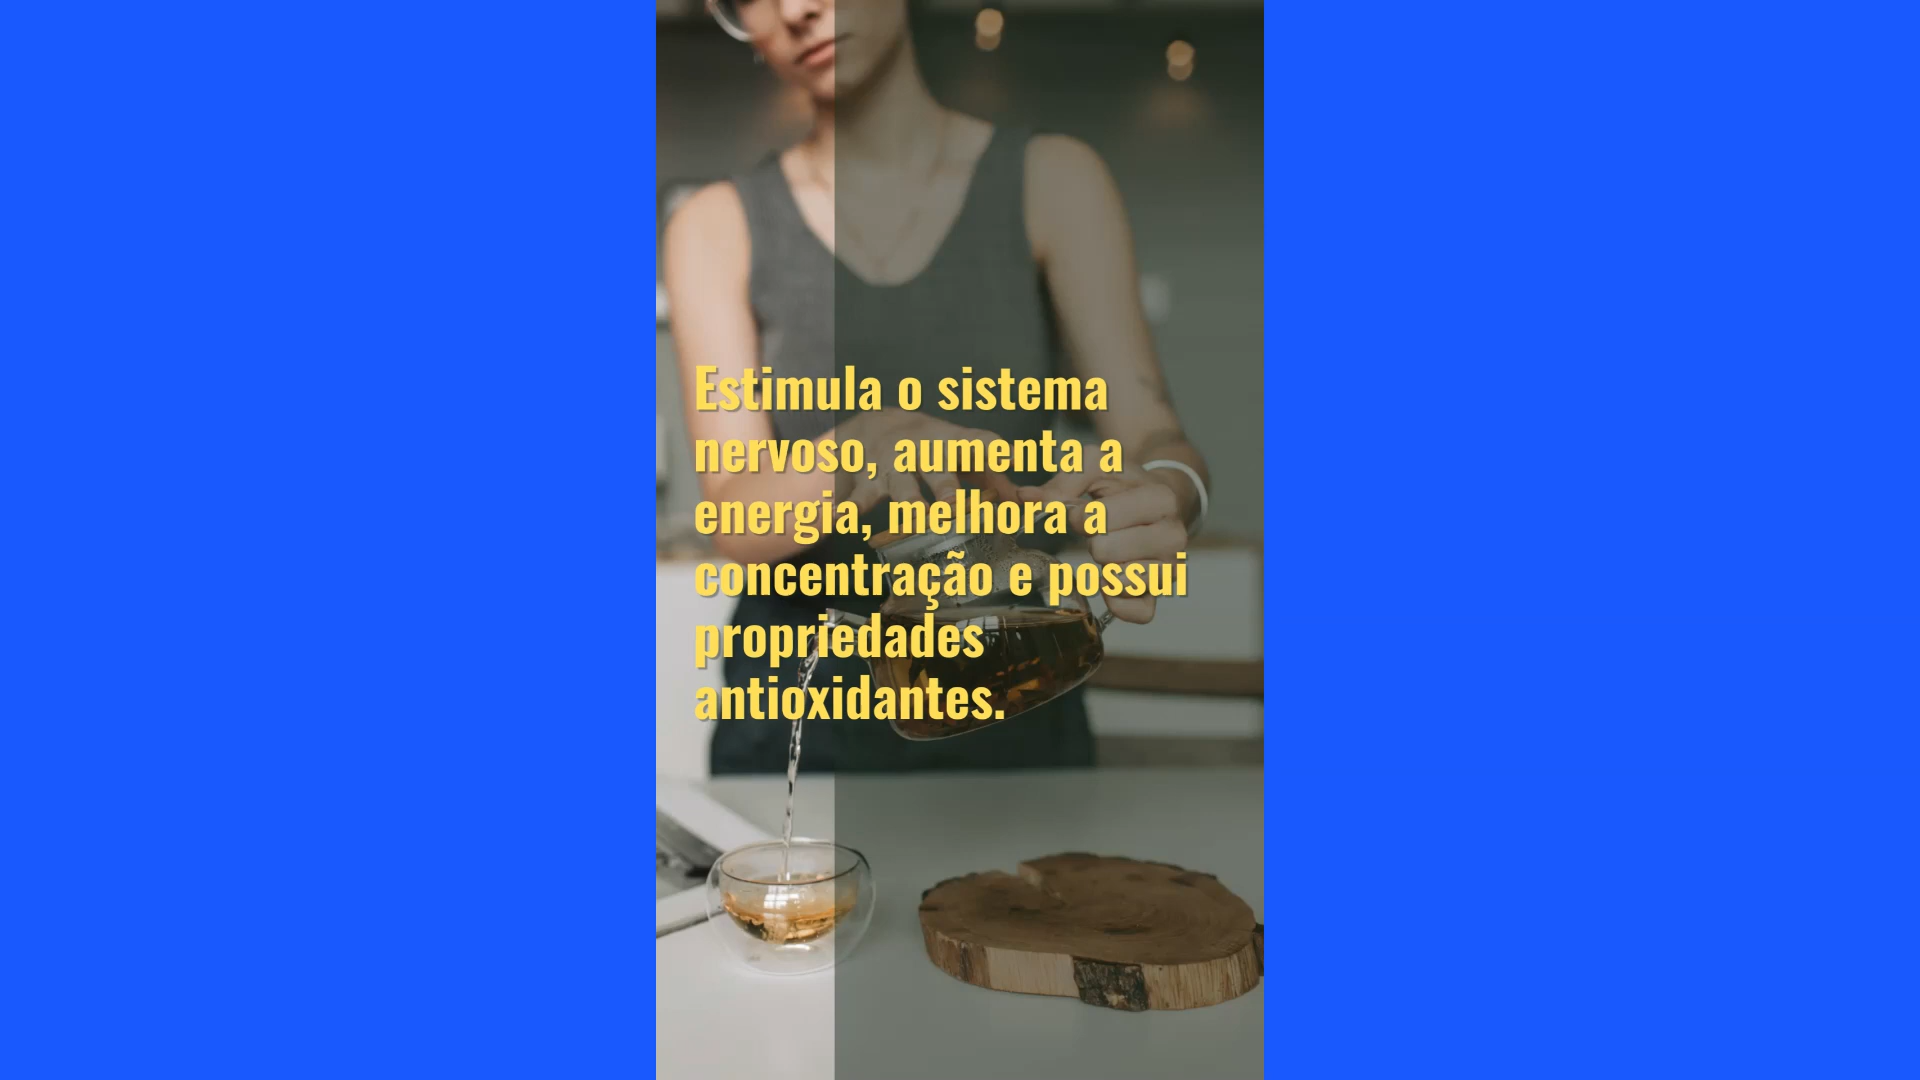 Estimula o sistema
nervoso, aumenta a
energia, melhora a
concentração e possui
propriedades
antioxidantes.